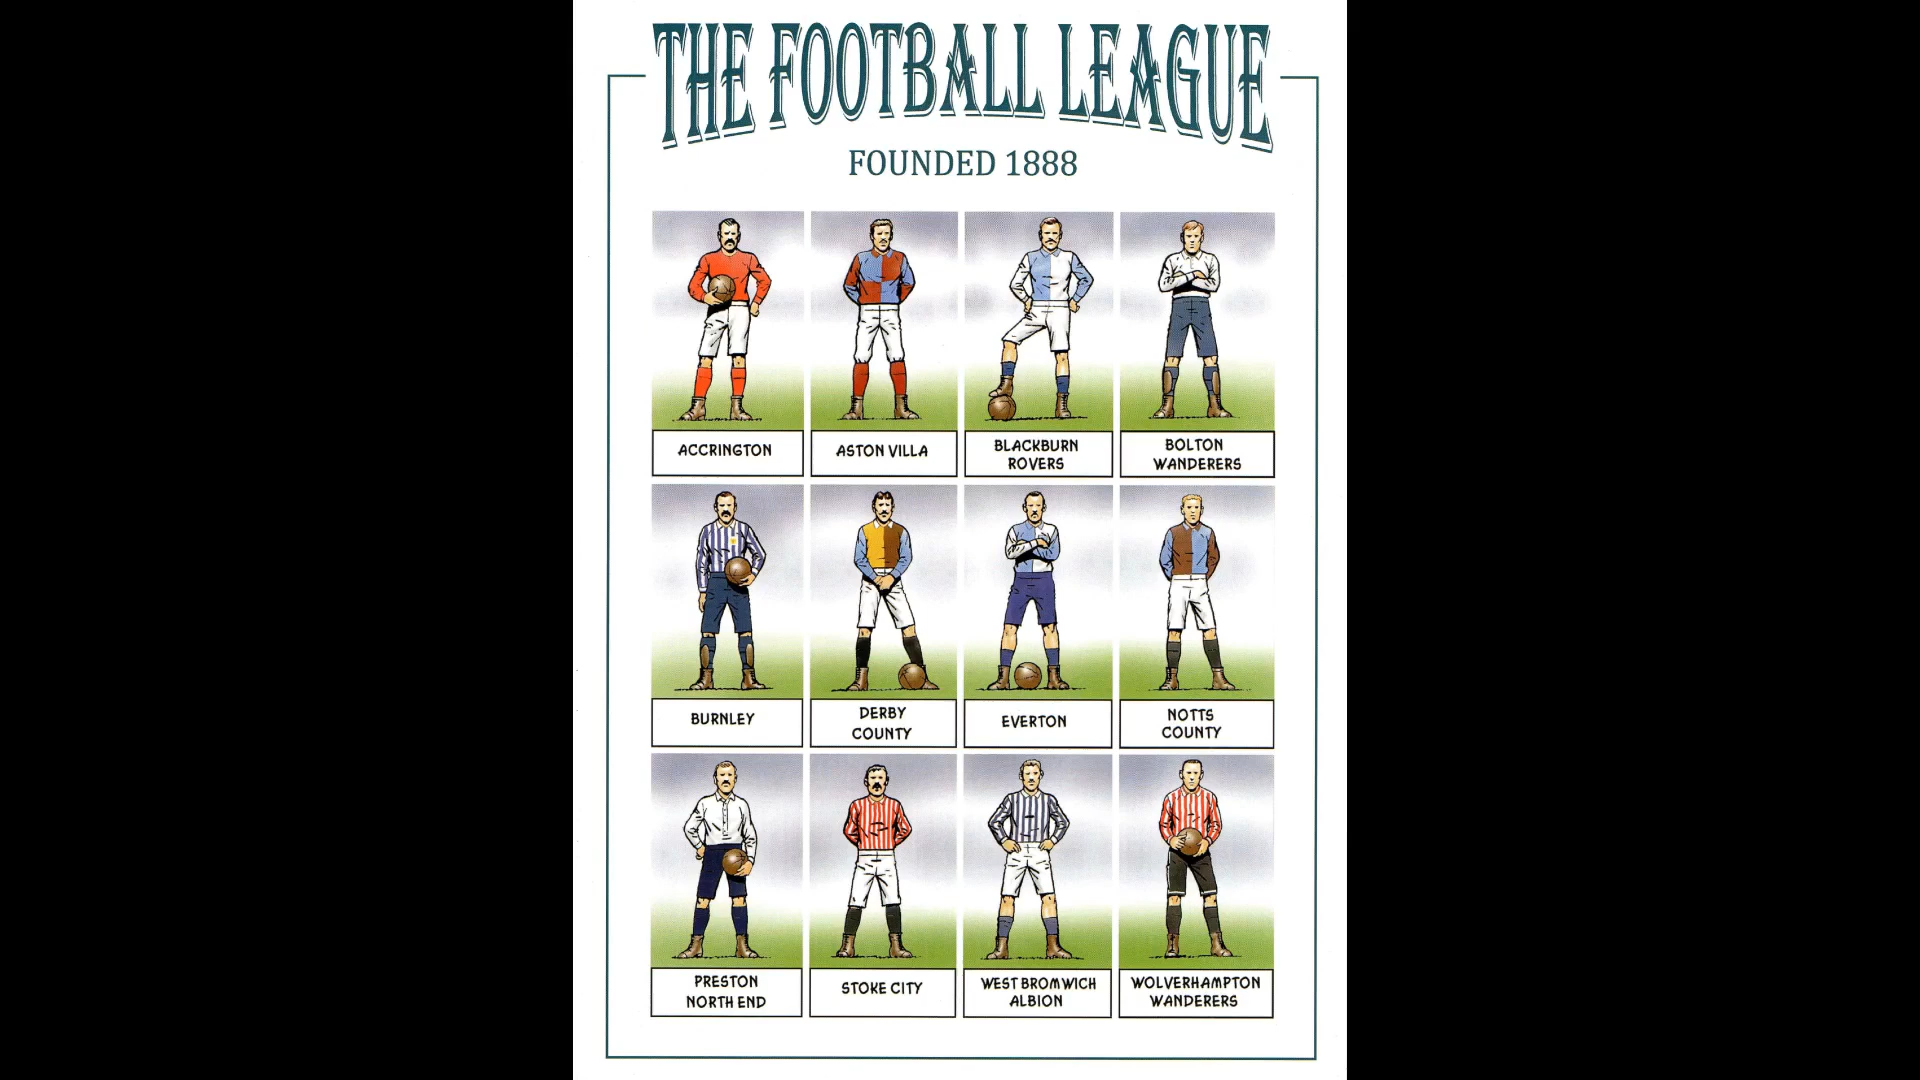 THE FOOTBALL LEAGUE
FOUNDED 1888
ACCRINGTON
ASTON VILLA
BLACKBURN
ROVERS
BOLTON
WANDERERS
BURNLEY
DERBY
COUNTY
EVERTON
NOTTS
COUNTY
PRESTON
NORTH END
STOKE CITY
WEST BROMWICH
ALBION
WOLVERHAMPTON
WANDERERS